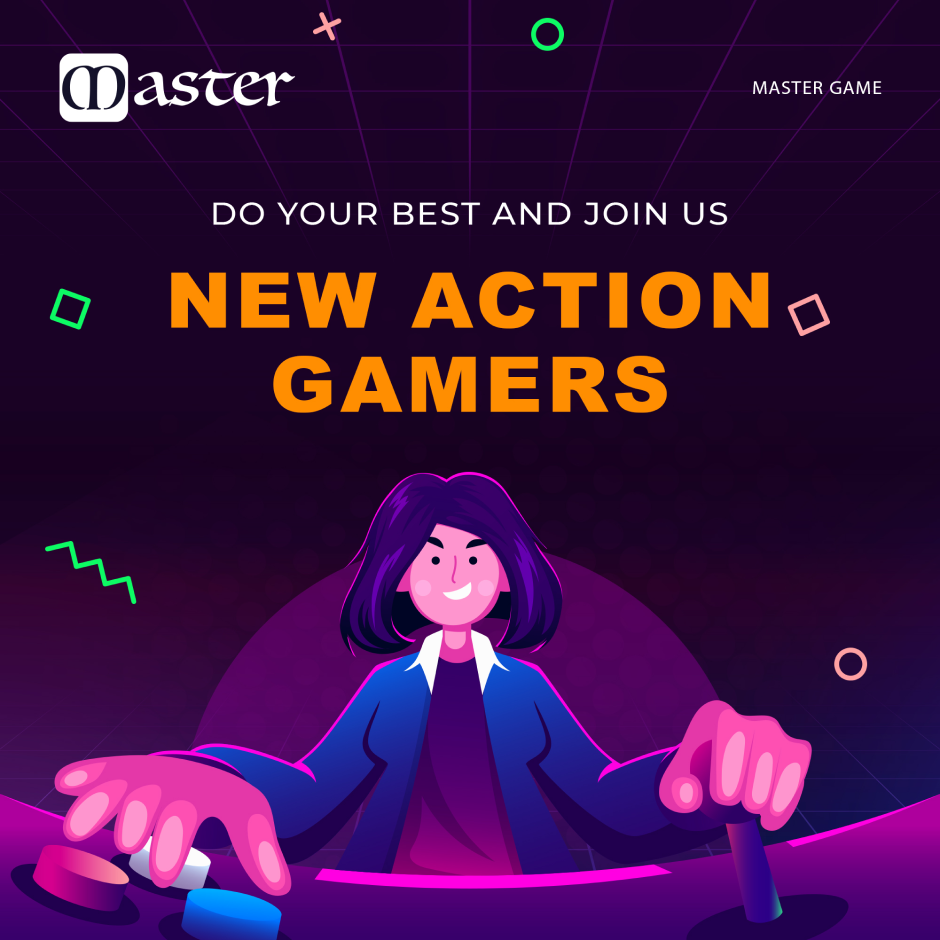 Master
MASTER GAME
DO YOUR BEST AND JOIN US
NEW ACTION
GAMERS